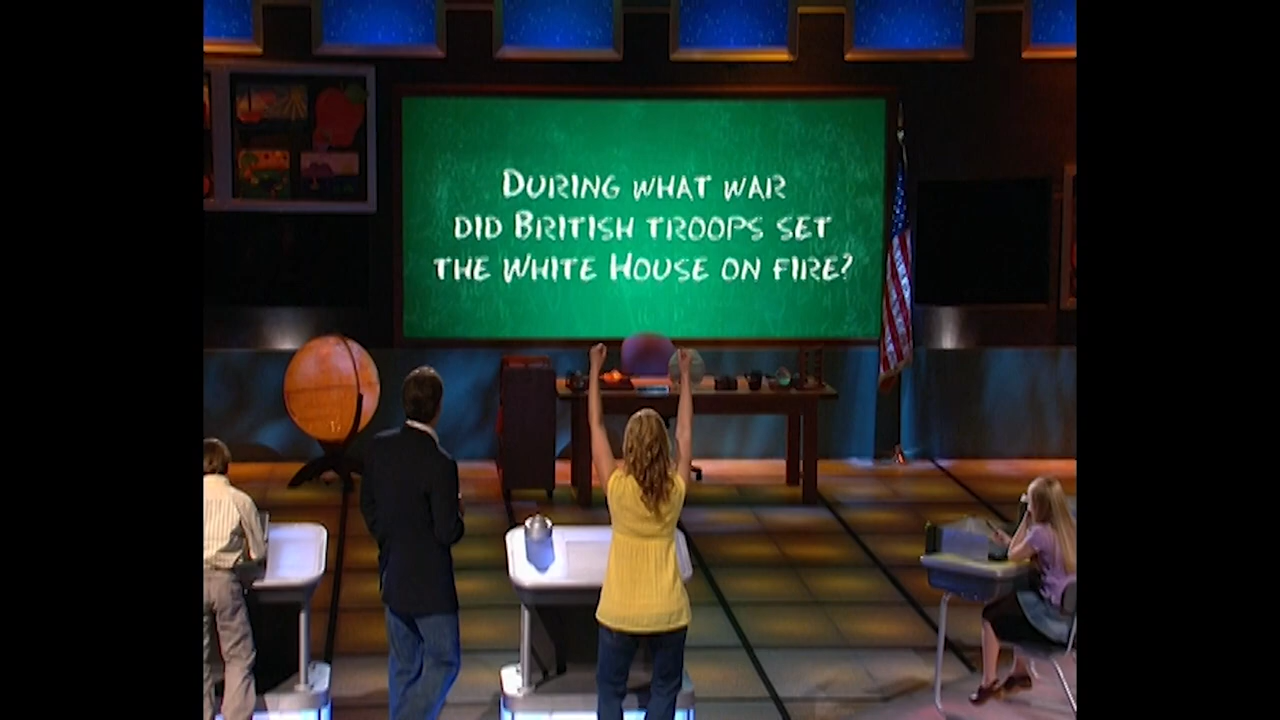 During what war
did British troops set
the White House on fire?